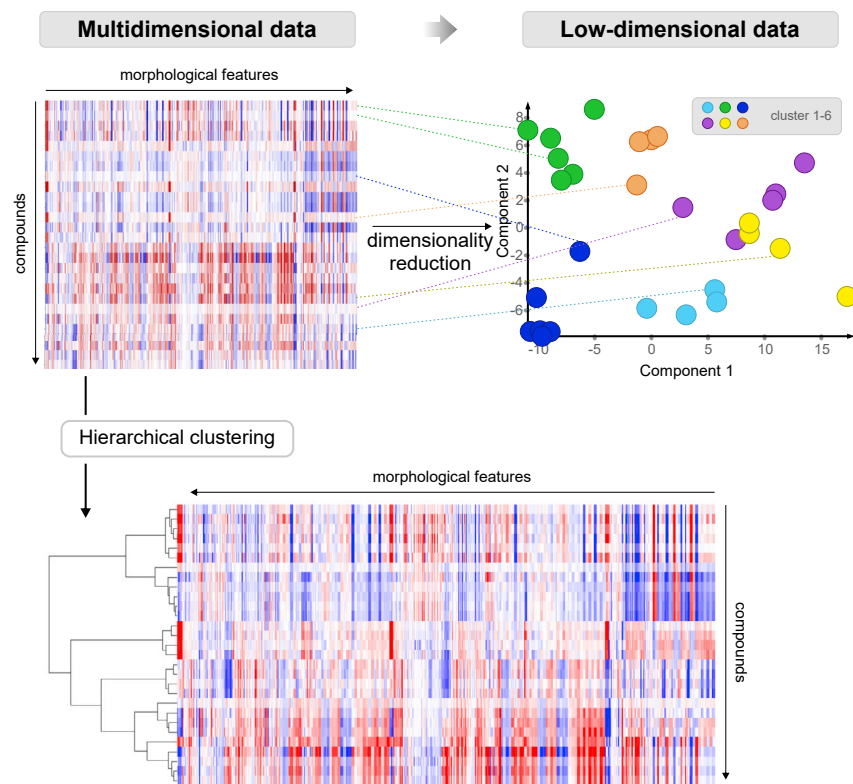 Multidimensional data
Low-dimensional data
morphological features
compounds
8
6
4
2
0
-2
-4
-6
Component 2
cluster 1-6
dimensionality
reduction
-10
-5
0
5
10
15
Component 1
Hierarchical clustering
morphological features
compounds